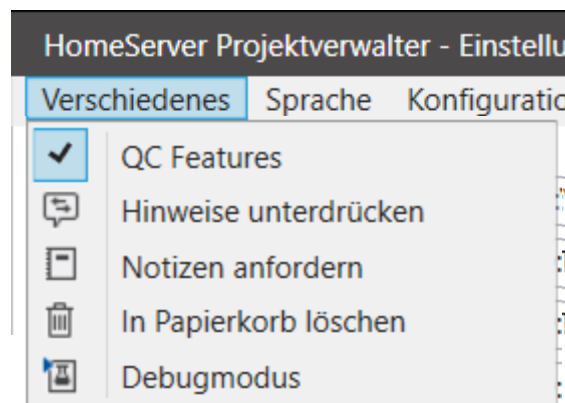 HomeServer Projektverwalter - Einstellu
Verschiedenes Sprache Konfiguratio
QC Features
Hinweise unterdrücken
Notizen anfordern
In Papierkorb löschen
Debugmodus